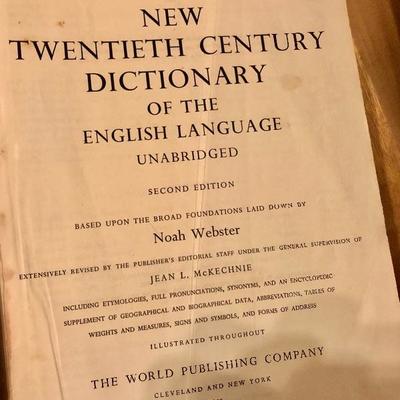 NEW
TWENTIETH CENTURY
DICTIONARY
OF THE
ENGLISH LANGUAGE
UNABRIDGED
SECOND EDITION
BASED UPON THE BROAD FOUNDATIONS LAID DOWN BY
Noah Webster
EXTENSIVELY REVISED BY THE PUBLISHER'S EDITORIAL STAFF UNDER THE GENERAL SUPERVISION OF
JEAN L. McKECHNIE
INCLUDING ETYMOLOGIES, FULL PRONUNCIATIONS, SYNONYMS, AND AN ENCYCLOPEDIC
SUPPLEMENT OF GEOGRAPHICAL AND BIOGRAPHICAL DATA, ABBREVIATIONS, TABLES OF
WEIGHTS AND MEASURES, SIGNS AND SYMBOLS, AND FORMS OF ADDRESS
ILLUSTRATED THROUGHOUT
THE WORLD PUBLISHING COMPANY
CLEVELAND AND NEW YORK